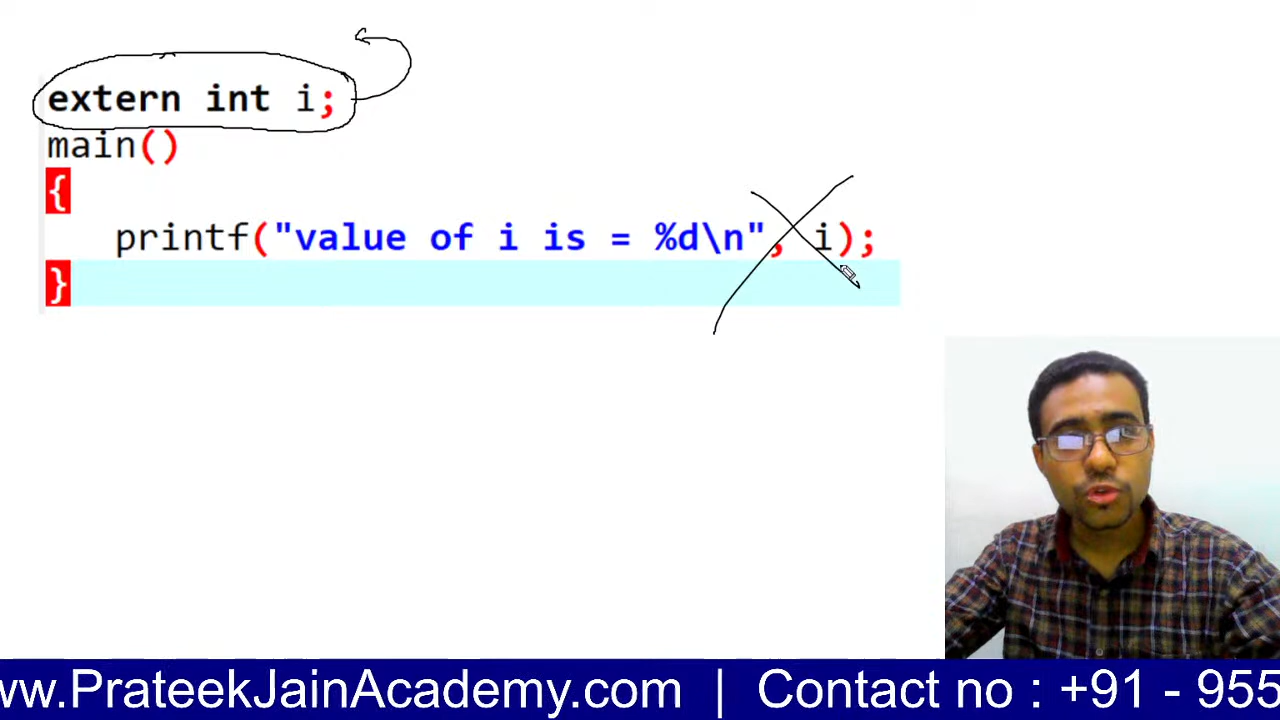 extern int i;
main()
{
printf("value of i is = %d\n", i);
}
ww.PrateekJainAcademy.com | Contact no : +91 - 955